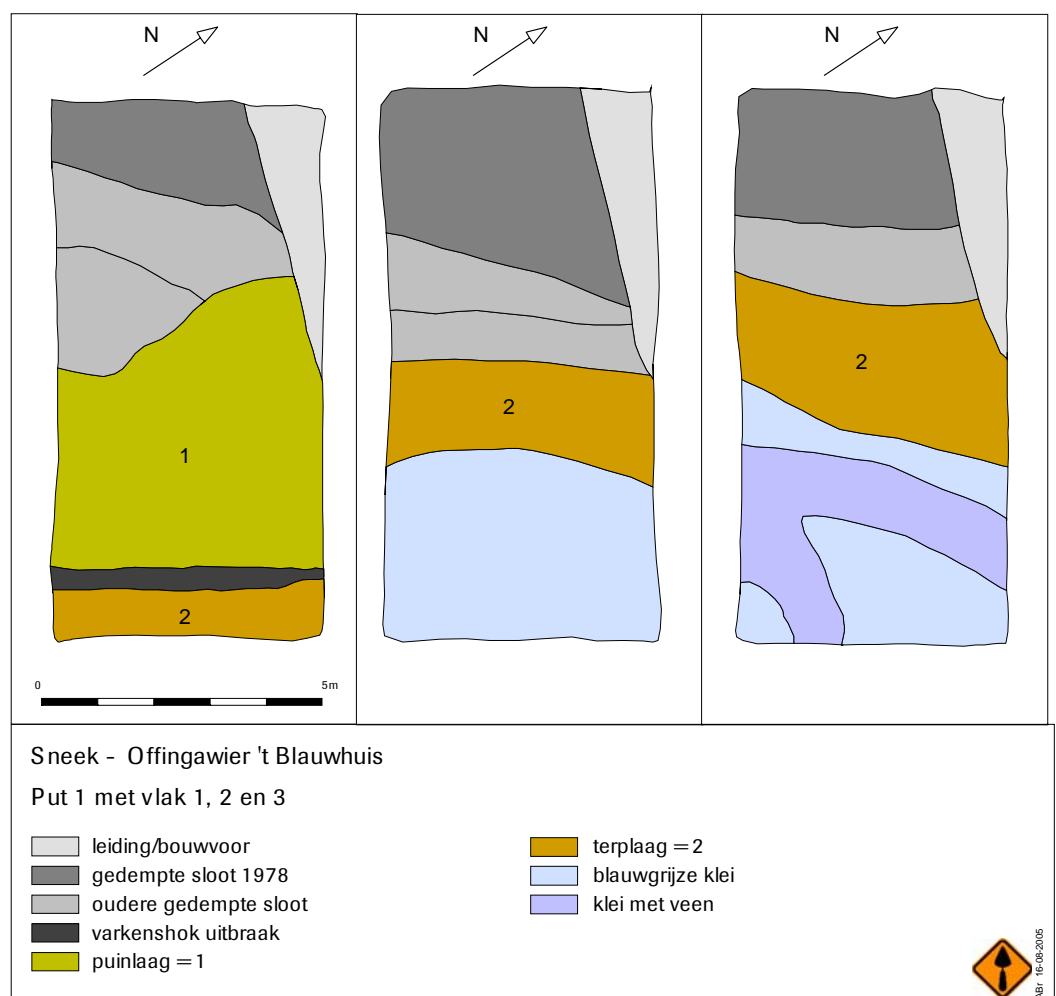 N
N
N
1
2
2
2
0 5m
Sneek - Offingawier 't Blauwhuis
Put 1 met vlak 1, 2 en 3
leiding/bouwvoor
gedempte sloot 1978
oudere gedempte sloot
varkenshok uitbraak
puinlaag =1
terplaag =2
blauwgrijze klei
klei met veen
ABr 16-08-2005